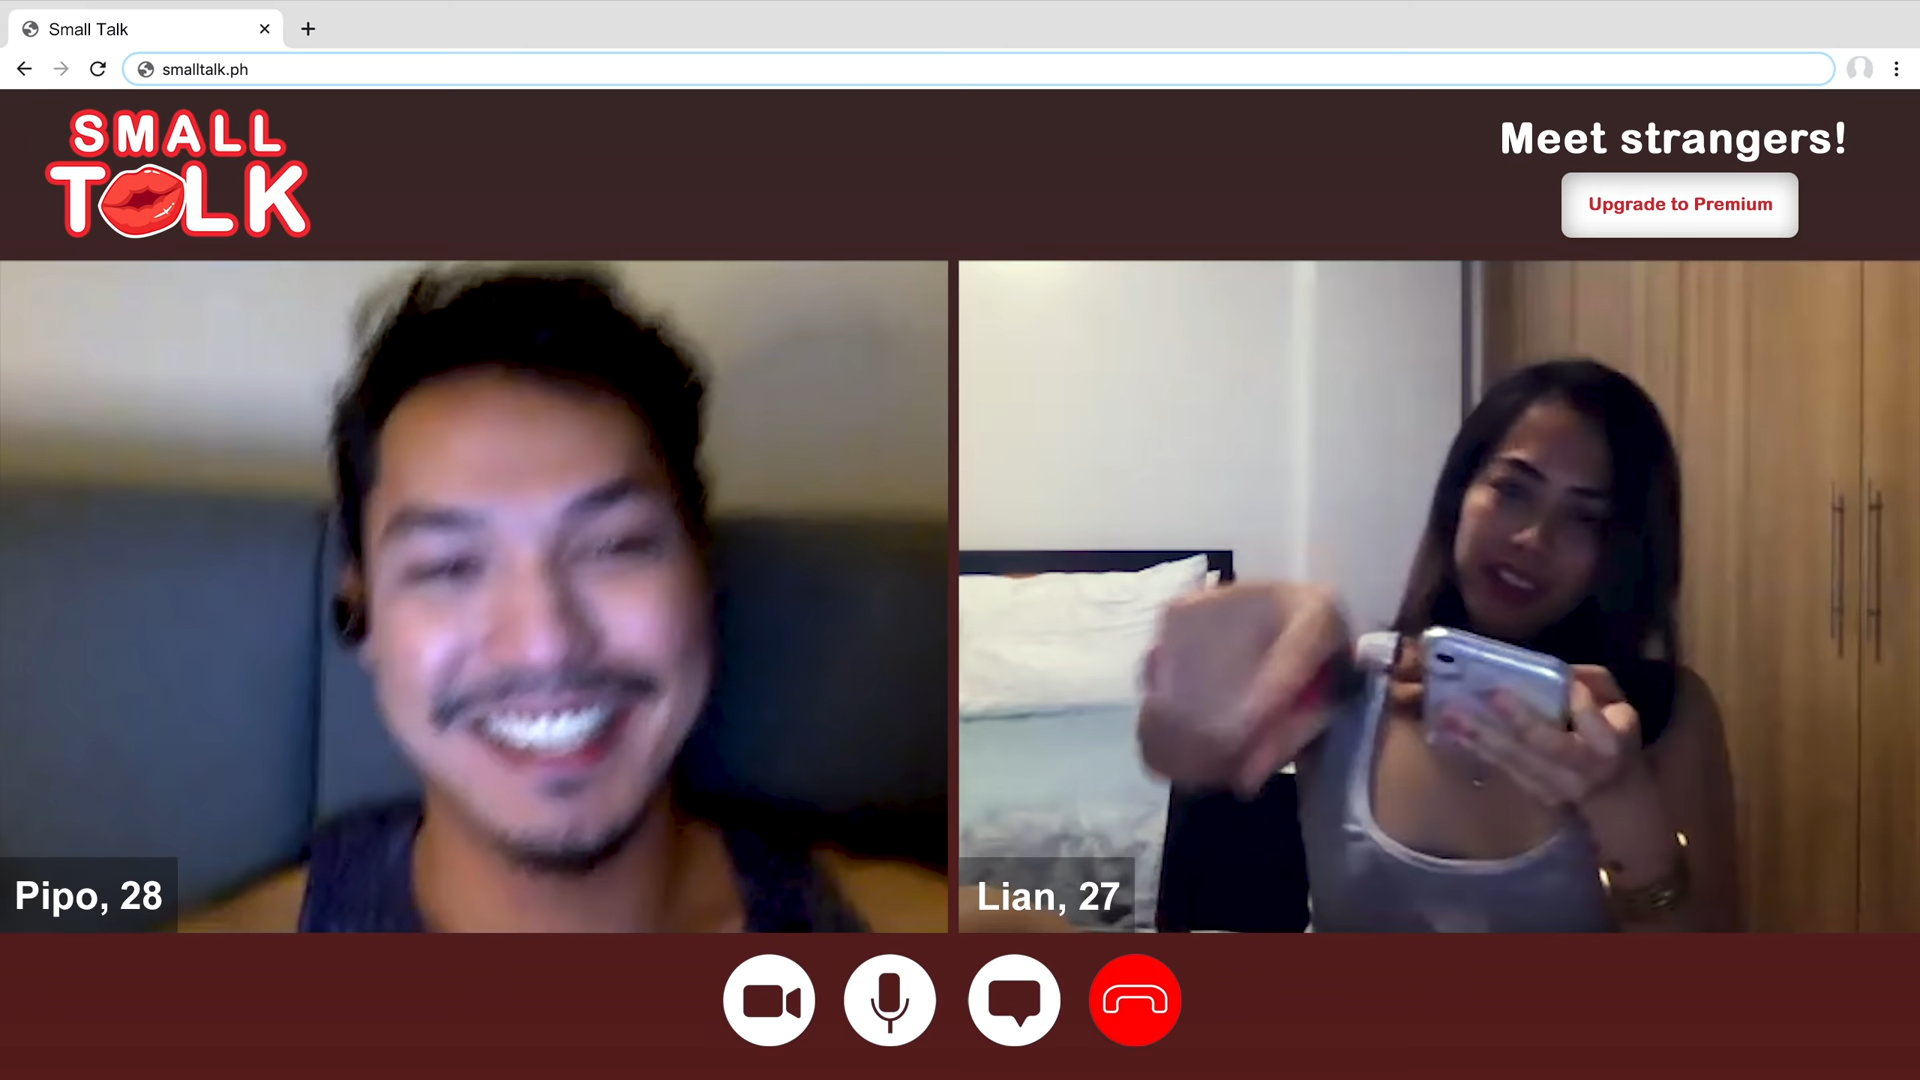 Small Talk
smalltalk.ph
SMALL
TALK
Meet strangers!
Upgrade to Premium
Pipo, 28
Lian, 27